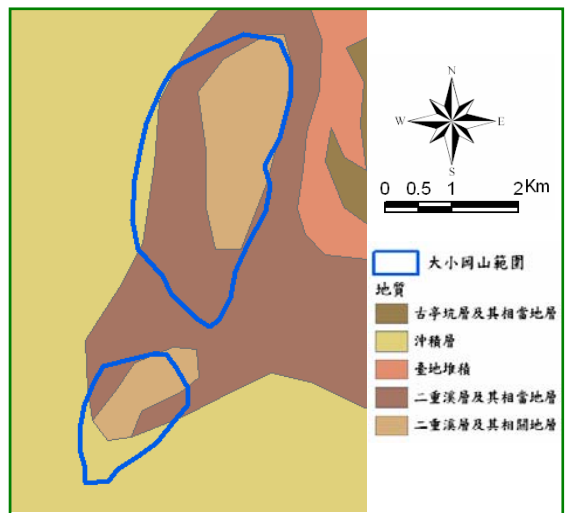 N
W E
S
0 0.5 1 2 Km
大小岡山範圍
地質
古亭坑層及其相當地層
沖積層
臺地堆積
二重溪層及其相當地層
二重溪層及其相關地層